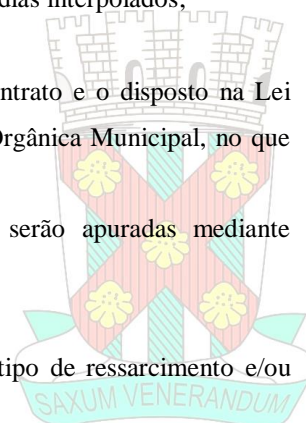 dias interpolados;
ntrato e o disposto na Lei
Orgânica Municipal, no que
serão apuradas mediante
tipo de ressarcimento e/ou
SAXUM VENERANDUM